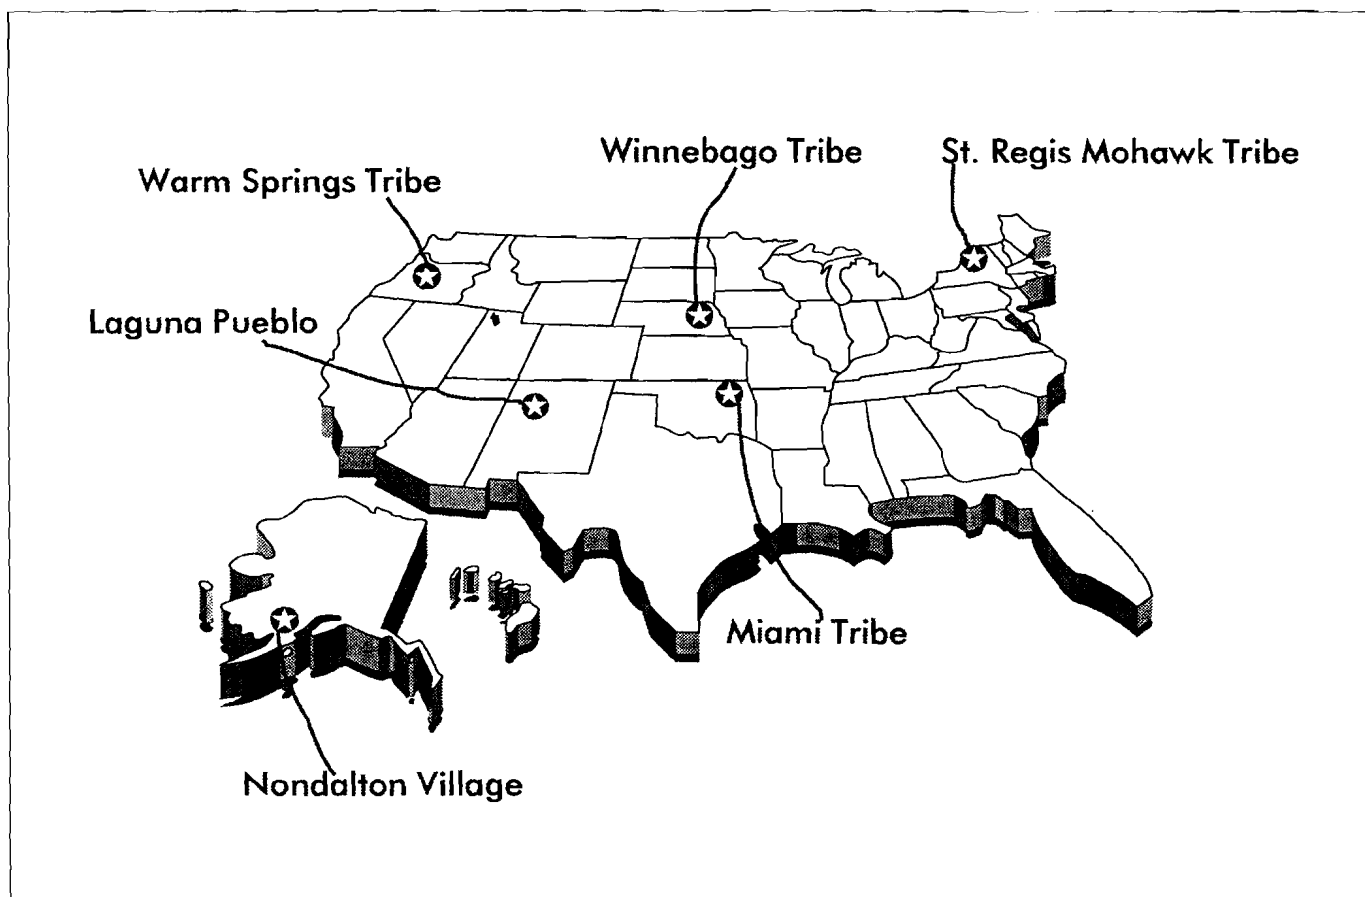 Winnebago Tribe
St. Regis Mohawk Tribe
Warm Springs Tribe
Laguna Pueblo
Miami Tribe
Nondalton Village